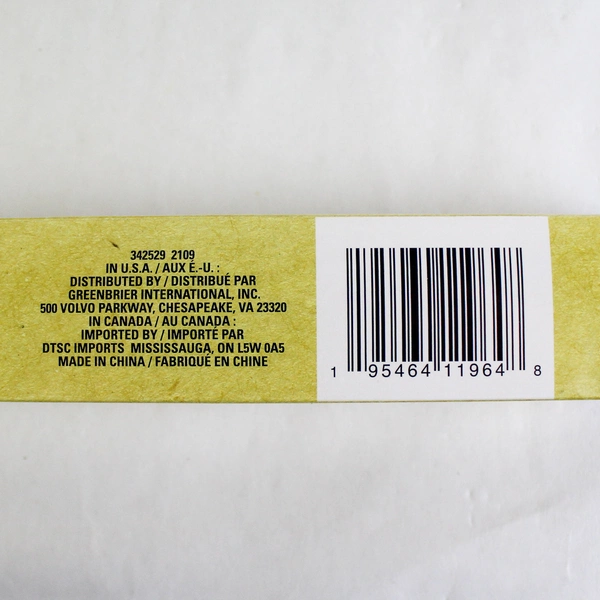 342529 2109
IN U.S.A. / AUX É.-U. :
DISTRIBUTED BY / DISTRIBUÉ PAR
GREENBRIER INTERNATIONAL, INC.
500 VOLVO PARKWAY, CHESAPEAKE, VA 23320
IN CANADA / AU CANADA :
IMPORTED BY / IMPORTÉ PAR
DTSC IMPORTS MISSISSAUGA, ON L5W 0A5
MADE IN CHINA / FABRIQUÉ EN CHINE
1 95464 11964 8